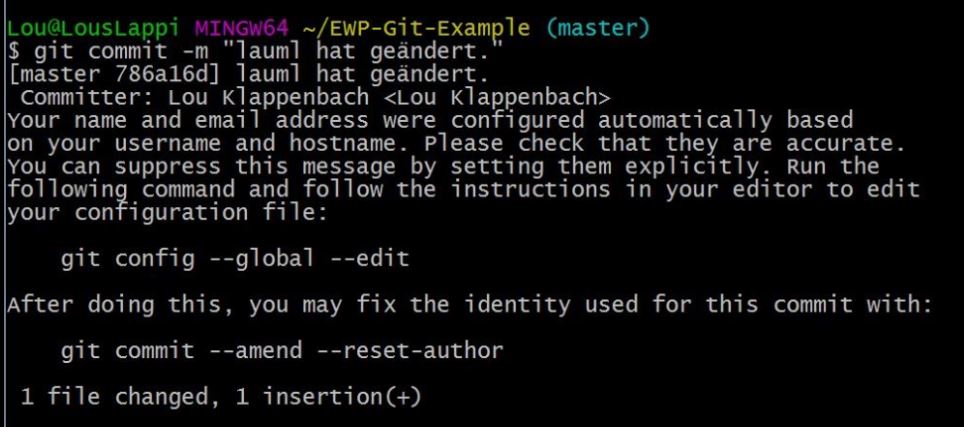 Lou@LousLappi MINGW64 ~/EWP-Git-Example (master)
$ git commit -m "lauml hat geändert."
[master 786a16d] lauml hat geändert.
Committer: Lou Klappenbach <Lou Klappenbach>
Your name and email address were configured automatically based
on your username and hostname. Please check that they are accurate.
You can suppress this message by setting them explicitly. Run the
following command and follow the instructions in your editor to edit
your configuration file:
git config --global --edit
After doing this, you may fix the identity used for this commit with:
git commit --amend --reset-author
1 file changed, 1 insertion(+)